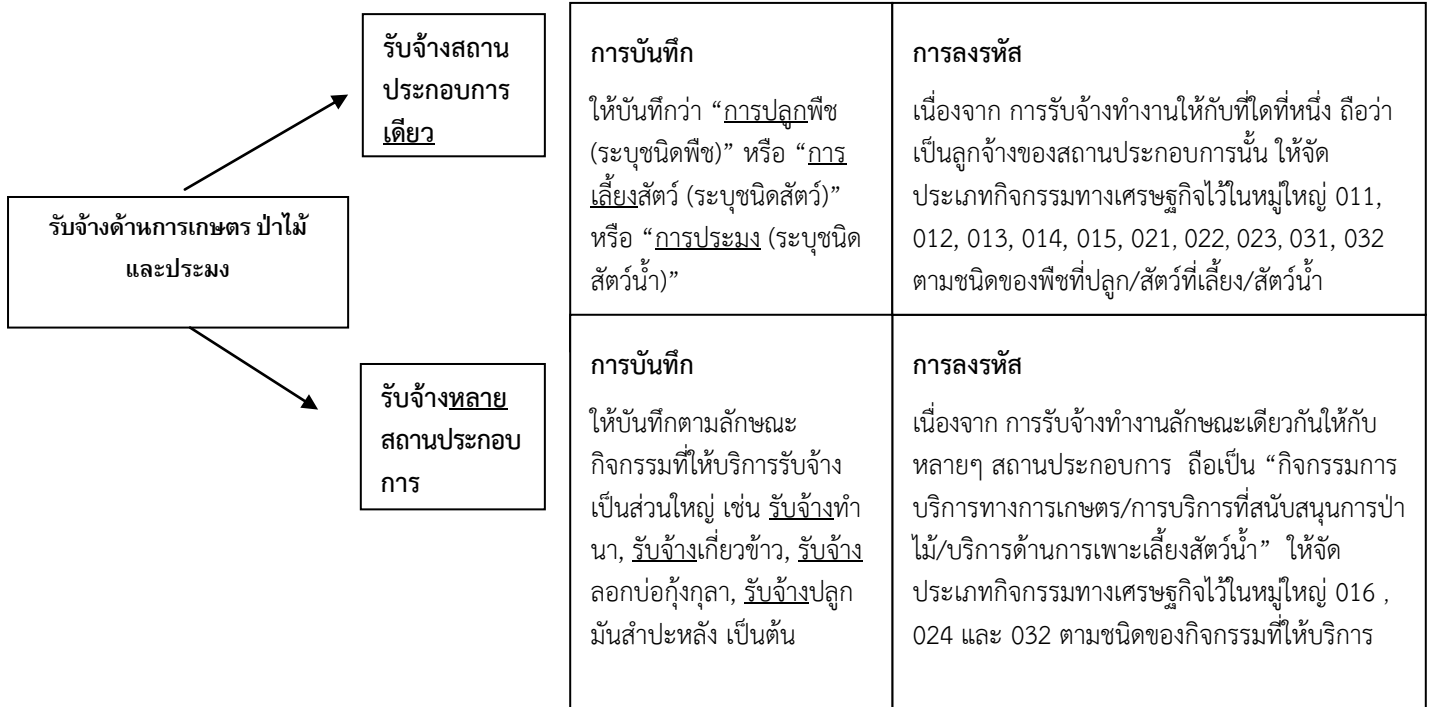 รับจ้างด้านการเกษตร ป่าไม้
และประมง
รับจ้างสถาน
ประกอบการ
เดียว
การบันทึก
ให้บันทึกว่า “การปลูกพืช
(ระบุชนิดพืช)” หรือ “การ
เลี้ยงสัตว์ (ระบุชนิดสัตว์)”
หรือ “การประมง (ระบุชนิด
สัตว์น้ำ)”
การลงรหัส
เนื่องจาก การรับจ้างทำงานให้กับที่ใดที่หนึ่ง ถือว่า
เป็นลูกจ้างของสถานประกอบการนั้น ให้จัด
ประเภทกิจกรรมทางเศรษฐกิจไว้ในหมู่ใหญ่ 011,
012, 013, 014, 015, 021, 022, 023, 031, 032
ตามชนิดของพืชที่ปลูก/สัตว์ที่เลี้ยง/สัตว์น้ำ
รับจ้างหลาย
สถานประกอบ
การ
การบันทึก
ให้บันทึกตามลักษณะ
กิจกรรมที่ให้บริการรับจ้าง
เป็นส่วนใหญ่ เช่น รับจ้างทำ
นา, รับจ้างเกี่ยวข้าว, รับจ้าง
ลอกบ่อกุ้งกุลา, รับจ้างปลูก
มันสำปะหลัง เป็นต้น
การลงรหัส
เนื่องจาก การรับจ้างทำงานลักษณะเดียวกันให้กับ
หลายๆ สถานประกอบการ ถือเป็น “กิจกรรมการ
บริการทางการเกษตร/การบริการที่สนับสนุนการป่า
ไม้/บริการด้านการเพาะเลี้ยงสัตว์น้ำ” ให้จัด
ประเภทกิจกรรมทางเศรษฐกิจไว้ในหมู่ใหญ่ 016 ,
024 และ 032 ตามชนิดของกิจกรรมที่ให้บริการ